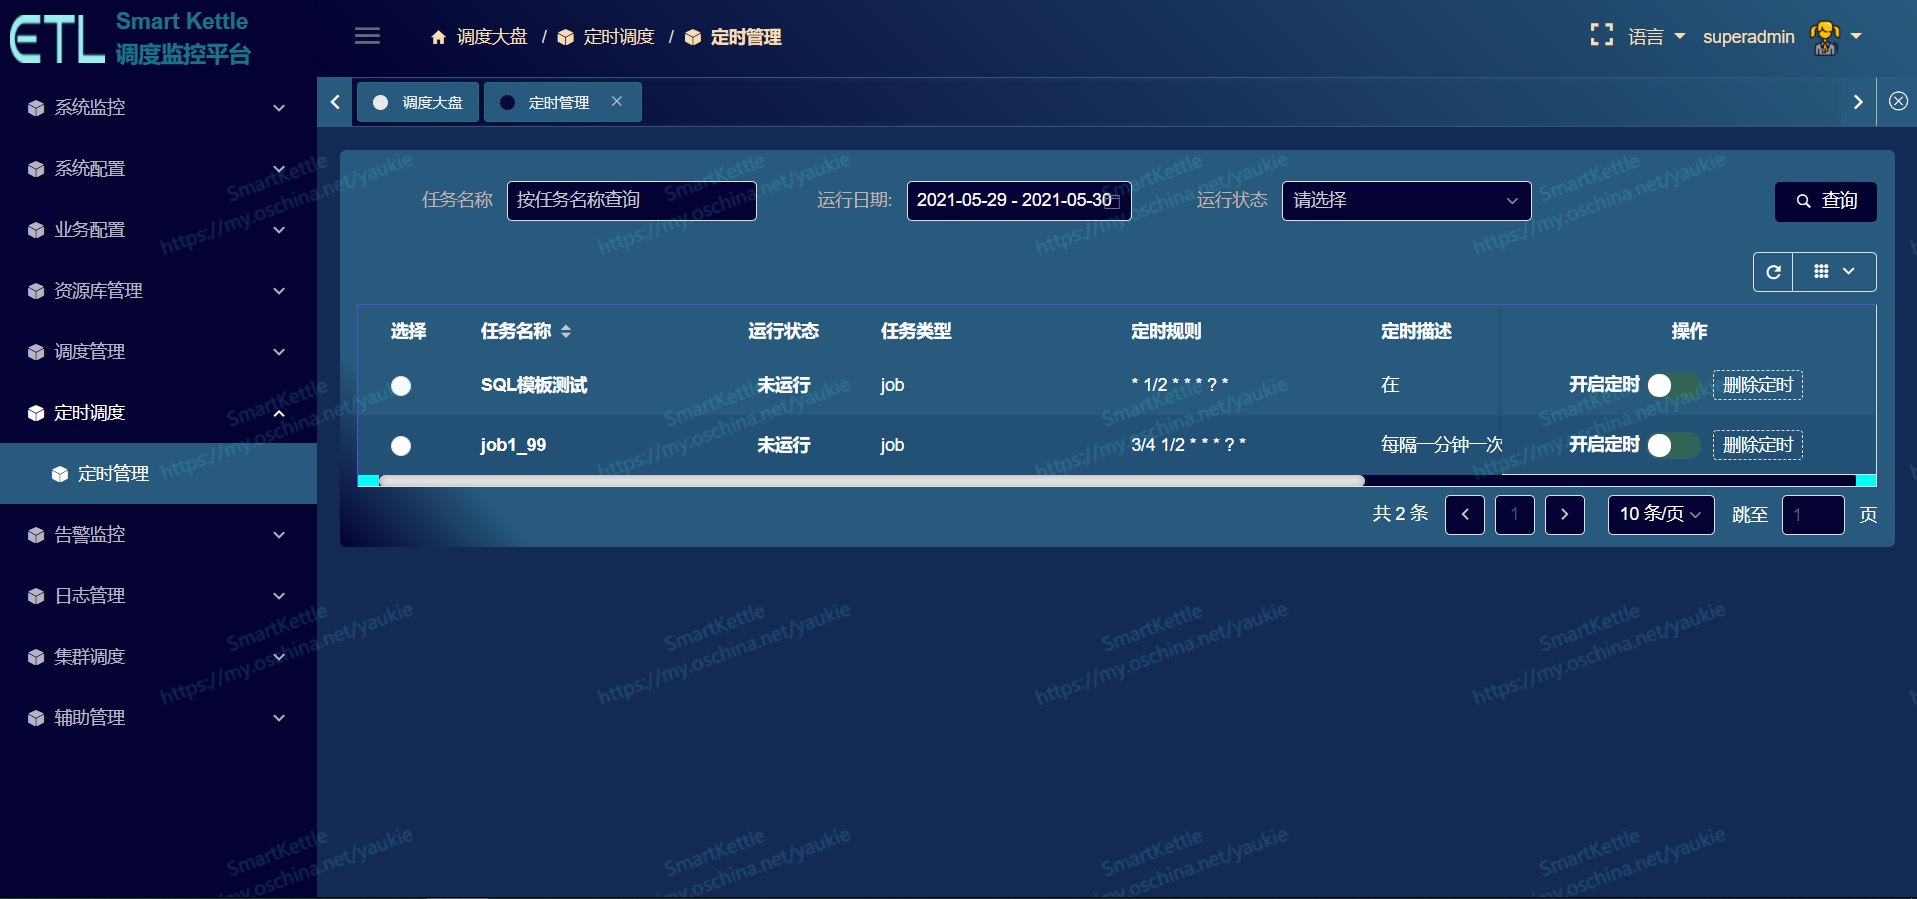 ETL Smart Kettle
调度监控平台
调度大盘 / 定时调度 / 定时管理
语言 superadmin
调度大盘 定时管理
系统监控
系统配置
业务配置
资源库管理
调度管理
定时调度
定时管理
告警监控
日志管理
集群调度
辅助管理
任务名称 按任务名称查询 运行日期: 2021-05-29 - 2021-05-30 运行状态 请选择 查询
选择 任务名称 运行状态 任务类型 定时规则 定时描述 操作
SQL模板测试 未运行 job * 1/2 * * * ? * 在 开启定时 删除定时
job1_99 未运行 job 3/4 1/2 * * * ? * 每隔一分钟一次 开启定时 删除定时
共 2 条 1 10 条/页 跳至 1 页
SmartKettle
https://my.oschina.net/yaukie